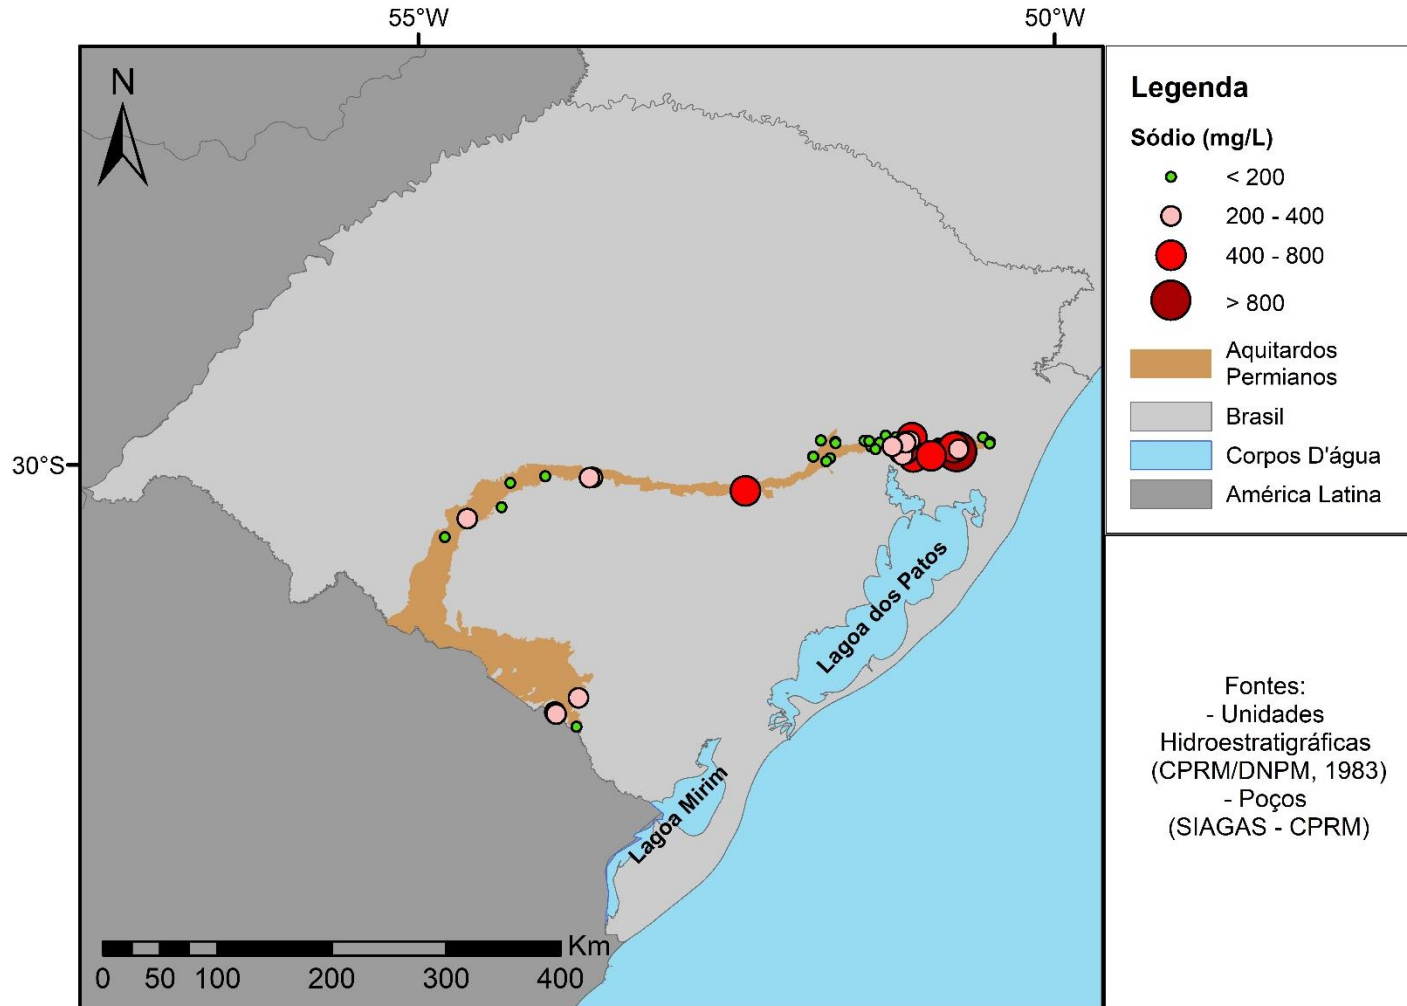 55°W
50°W
N
30°S
Lagoa dos Patos
Lagoa Mirim
Km
0 50 100 200 300 400
Legenda
Sódio (mg/L)
< 200
200 - 400
400 - 800
> 800
Aquitardos
Permianos
Brasil
Corpos D'água
América Latina
Fontes:
- Unidades
Hidroestratigráficas
(CPRM/DNPM, 1983)
- Poços
(SIAGAS - CPRM)